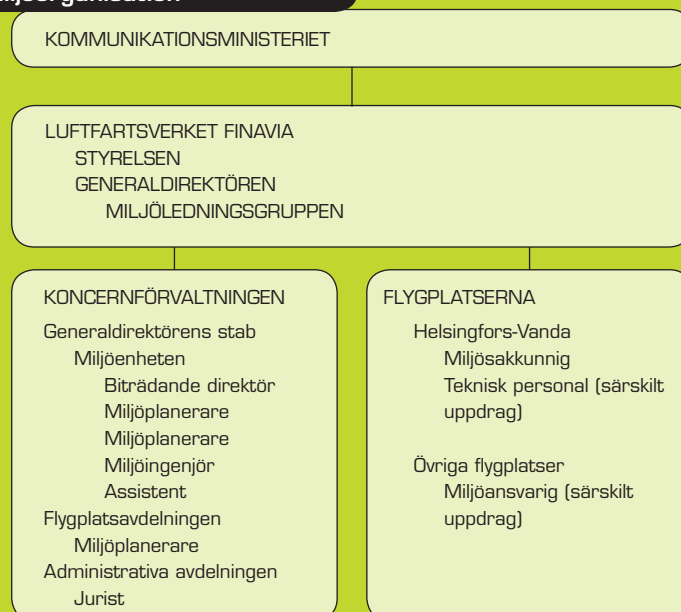 KOMMUNIKATIONSMINISTERIET
LUFTFARTSVERKET FINAVIA
STYRELSEN
GENERALDIREKTÖREN
MILJÖLEDNINGSGRUPPEN
KONCERNFÖRVALTNINGEN
Generaldirektörens stab
Miljöenheten
Biträdande direktör
Miljöplanerare
Miljöplanerare
Miljöingenjör
Assistent
Flygplatsavdelningen
Miljöplanerare
Administrativa avdelningen
Jurist
FLYGPLATSERNA
Helsingfors-Vanda
Miljösakkunnig
Teknisk personal (särskilt
uppdrag)
Övriga flygplatser
Miljöansvarig (särskilt
uppdrag)